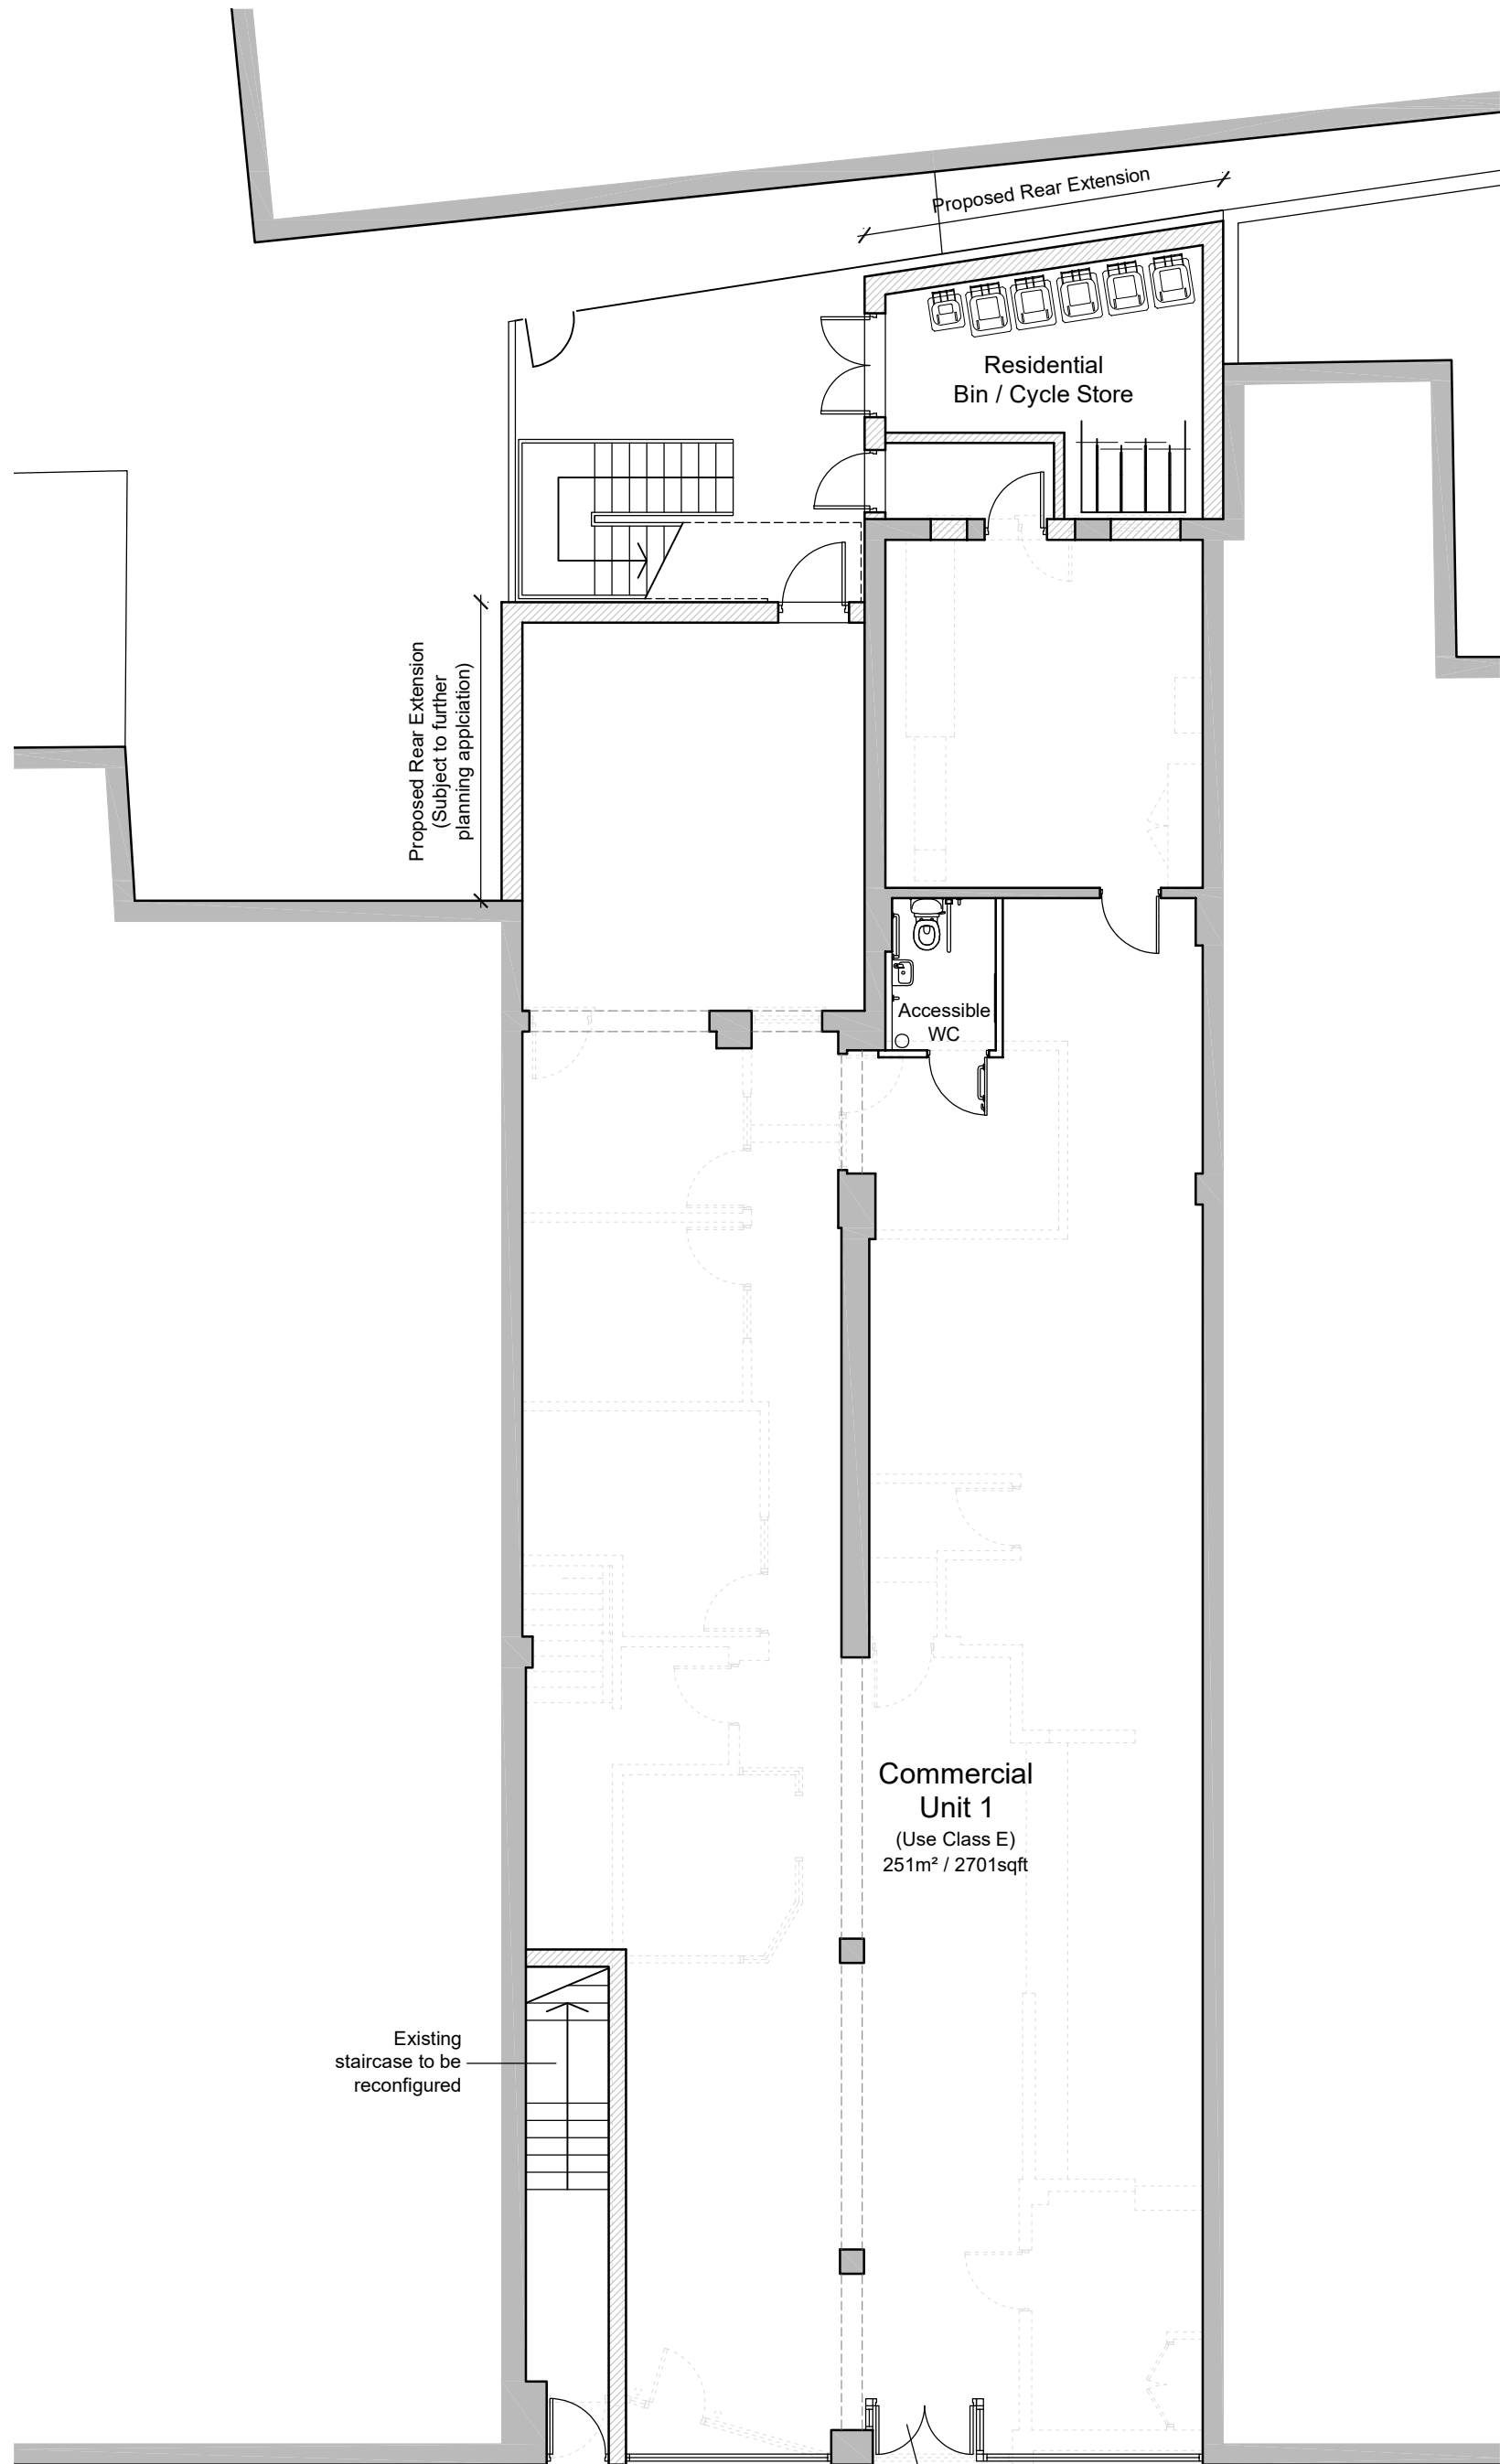 Proposed Rear Extension
Residential
Bin / Cycle Store
Proposed Rear Extension
(Subject to further
planning applciation)
Accessible
WC
Commercial
Unit 1
(Use Class E)
251m² / 2701sqft
Existing
staircase to be
reconfigured